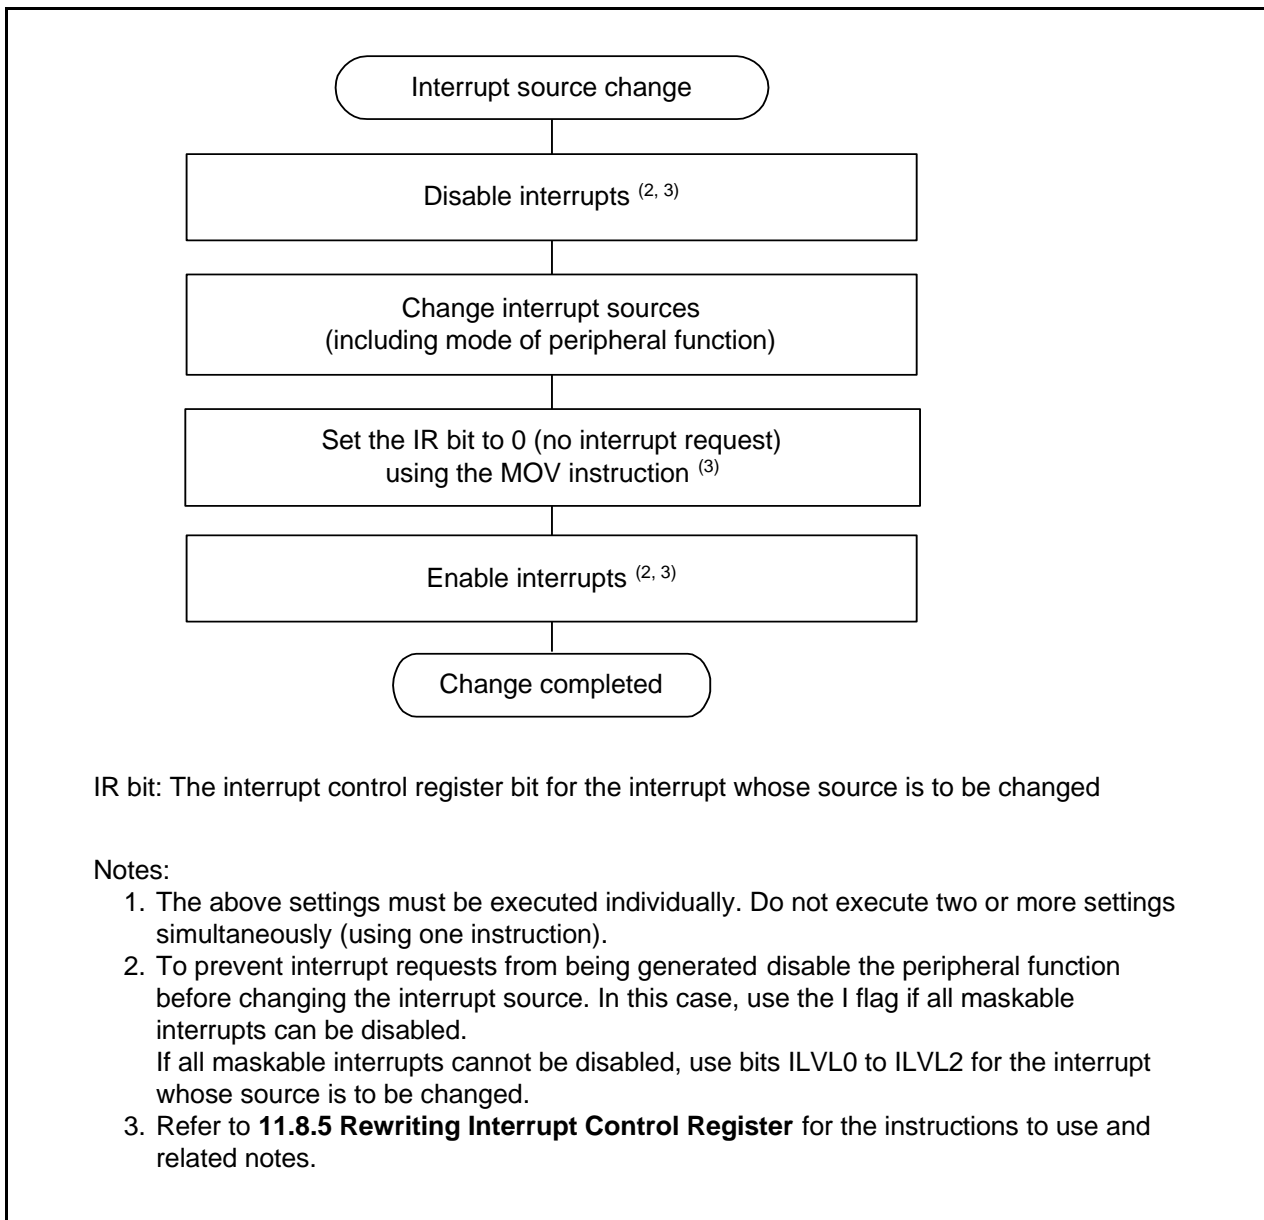 Interrupt source change
Disable interrupts (2, 3)
Change interrupt sources
(including mode of peripheral function)
Set the IR bit to 0 (no interrupt request)
using the MOV instruction (3)
Enable interrupts (2, 3)
Change completed
IR bit: The interrupt control register bit for the interrupt whose source is to be changed
Notes:
1. The above settings must be executed individually. Do not execute two or more settings
simultaneously (using one instruction).
2. To prevent interrupt requests from being generated disable the peripheral function
before changing the interrupt source. In this case, use the I flag if all maskable
interrupts can be disabled.
If all maskable interrupts cannot be disabled, use bits ILVL0 to ILVL2 for the interrupt
whose source is to be changed.
3. Refer to 11.8.5 Rewriting Interrupt Control Register for the instructions to use and
related notes.